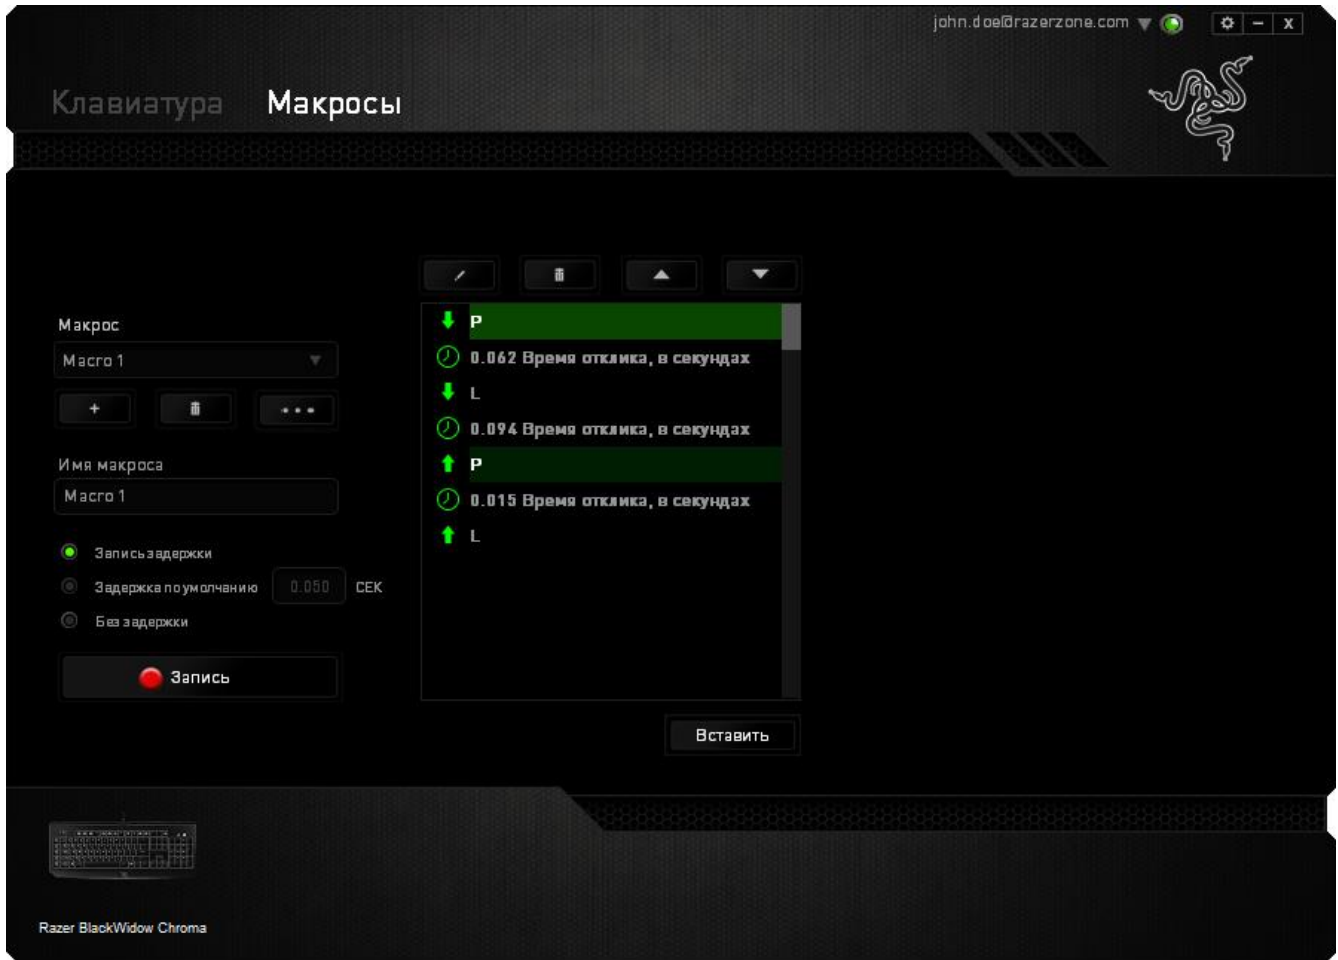 john.doe@razerzone.com
Клавиатура Макросы
Макрос
Macro 1
Имя макроса
Macro 1
Запись задержки
Задержка по умолчанию 0.050 СЕК
Без задержки
Запись
P
0.062 Время отклика, в секундах
L
0.094 Время отклика, в секундах
P
0.015 Время отклика, в секундах
L
Вставить
Razer BlackWidow Chroma